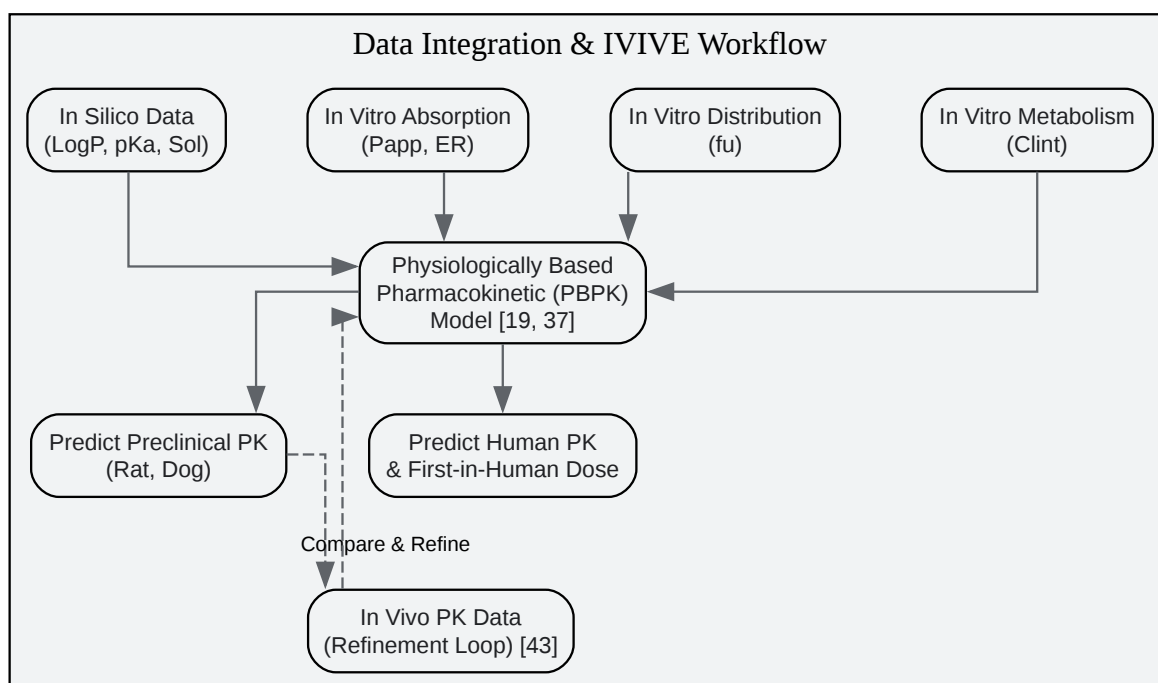 Data Integration & IVIVE Workflow
In Silico Data
(LogP, pKa, Sol)
In Vitro Absorption
(Papp, ER)
In Vitro Distribution
(fu)
In Vitro Metabolism
(Clint)
Physiologically Based
Pharmacokinetic (PBPK)
Model [19, 37]
Predict Preclinical PK
(Rat, Dog)
Predict Human PK
& First-in-Human Dose
Compare & Refine
In Vivo PK Data
(Refinement Loop) [43]